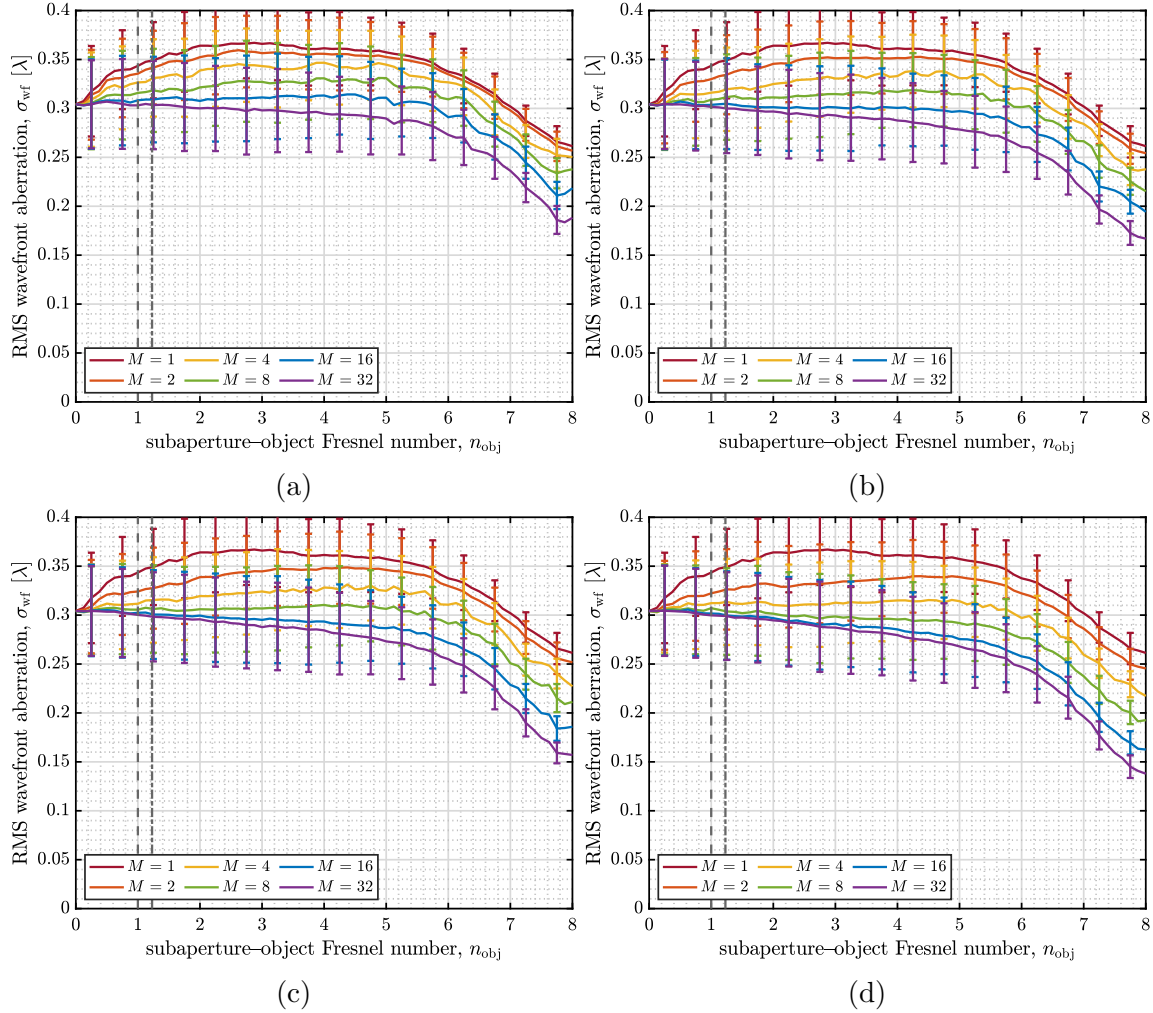 0.4
0.35
0.3
0.25
0.2
0.15
0.1
0.05
0
RMS wavefront aberration, σ_wf [λ]
M = 1 M = 4 M = 16
M = 2 M = 8 M = 32
0 1 2 3 4 5 6 7 8
subaperture–object Fresnel number, n_obj
(a)
0.4
0.35
0.3
0.25
0.2
0.15
0.1
0.05
0
RMS wavefront aberration, σ_wf [λ]
M = 1 M = 4 M = 16
M = 2 M = 8 M = 32
0 1 2 3 4 5 6 7 8
subaperture–object Fresnel number, n_obj
(b)
0.4
0.35
0.3
0.25
0.2
0.15
0.1
0.05
0
RMS wavefront aberration, σ_wf [λ]
M = 1 M = 4 M = 16
M = 2 M = 8 M = 32
0 1 2 3 4 5 6 7 8
subaperture–object Fresnel number, n_obj
(c)
0.4
0.35
0.3
0.25
0.2
0.15
0.1
0.05
0
RMS wavefront aberration, σ_wf [λ]
M = 1 M = 4 M = 16
M = 2 M = 8 M = 32
0 1 2 3 4 5 6 7 8
subaperture–object Fresnel number, n_obj
(d)